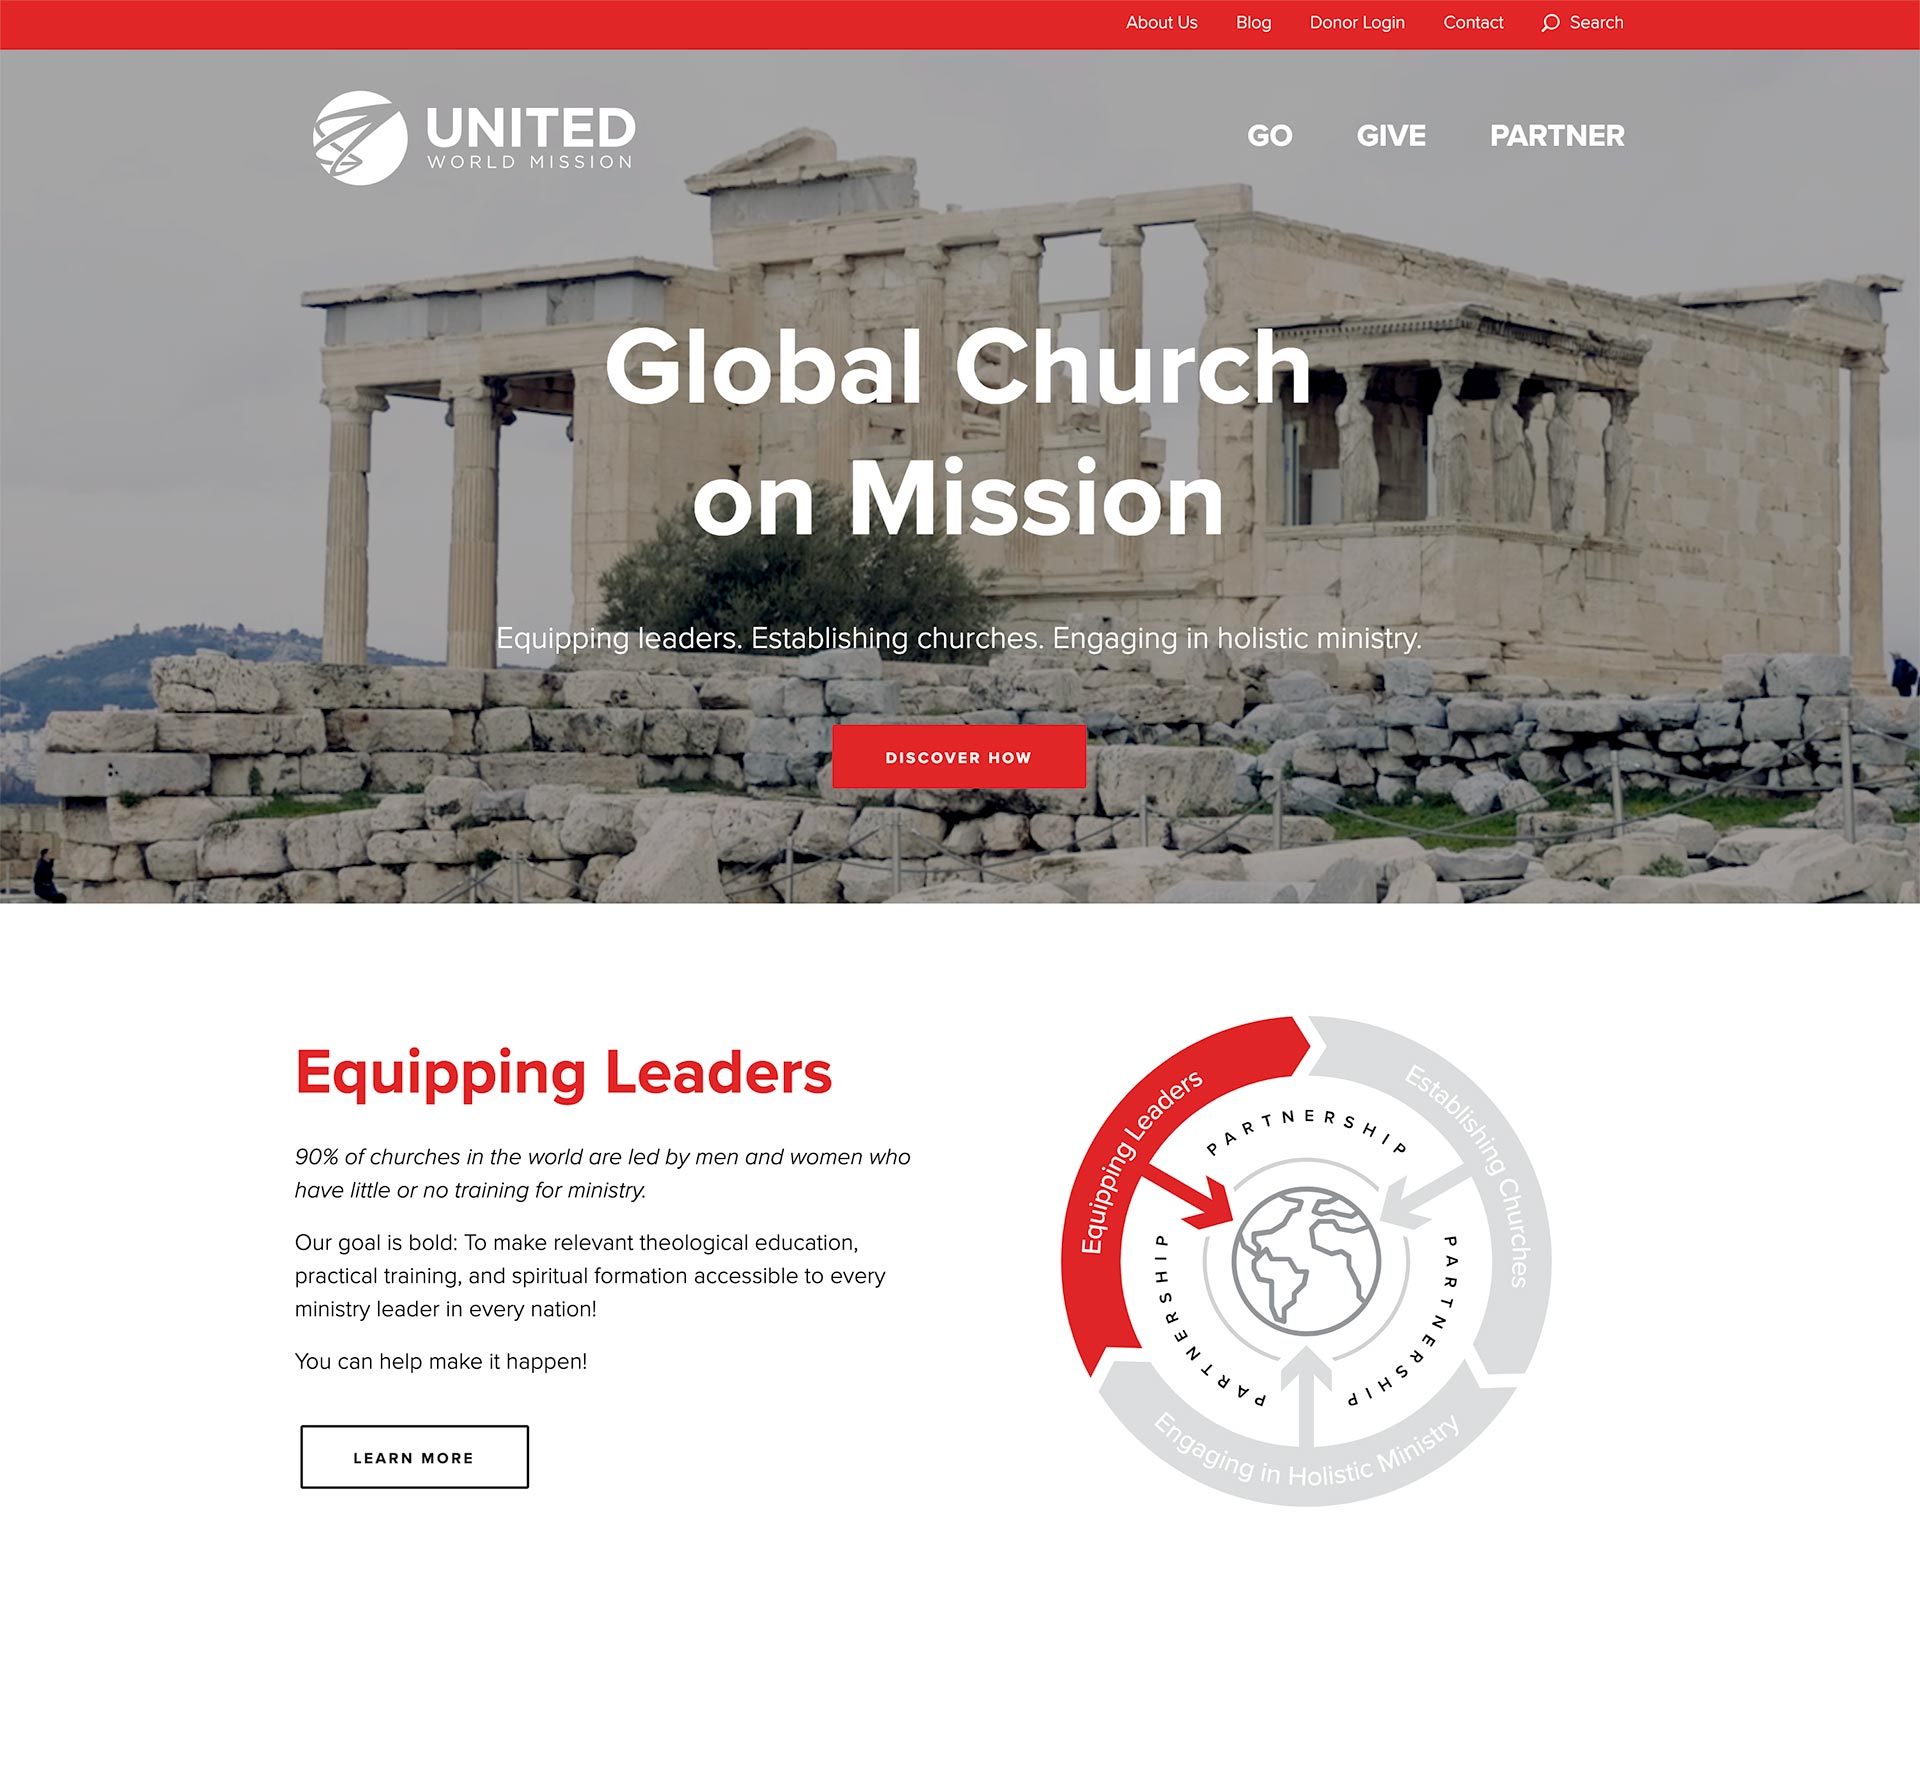 About Us Blog Donor Login Contact Search
UNITED
WORLD MISSION
GO GIVE PARTNER
Global Church
on Mission
Equipping leaders. Establishing churches. Engaging in holistic ministry.
DISCOVER HOW
Equipping Leaders
90% of churches in the world are led by men and women who
have little or no training for ministry.
Our goal is bold: To make relevant theological education,
practical training, and spiritual formation accessible to every
ministry leader in every nation!
You can help make it happen!
LEARN MORE
Equipping Leaders
Establishing Churches
Engaging in Holistic Ministry
PARTNERSHIP
PARTNERSHIP
PARTNERSHIP